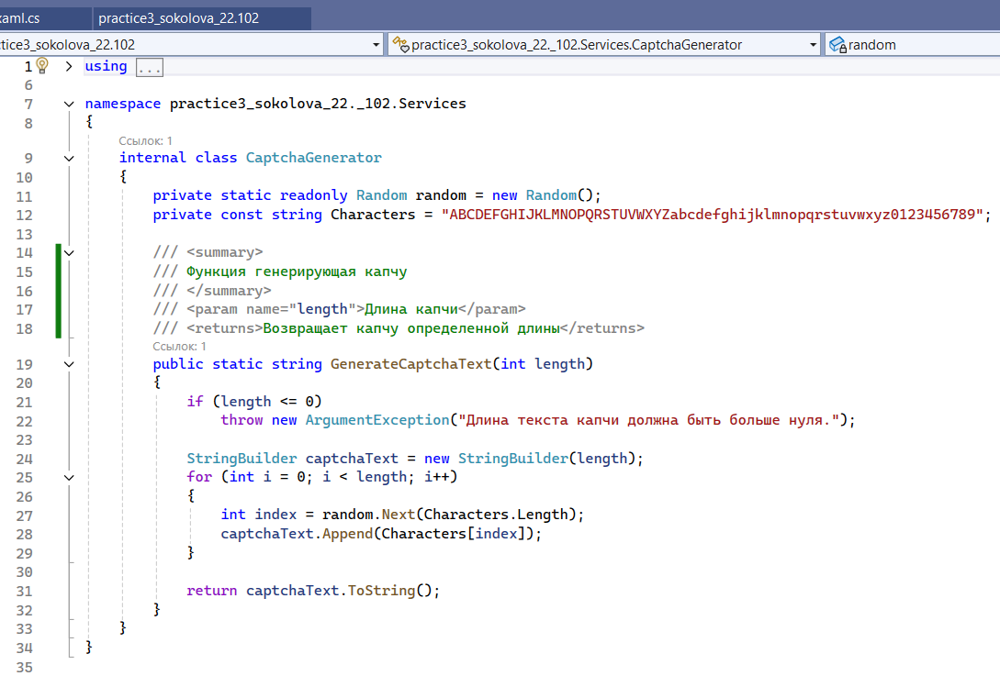 xaml.cs practice3_sokolova_22.102
tice3_sokolova_22.102 practice3_sokolova_22._102.Services.CaptchaGenerator random
1 using ...
6
7 namespace practice3_sokolova_22._102.Services
8 {
Ссылок: 1
9 internal class CaptchaGenerator
10 {
11 private static readonly Random random = new Random();
12 private const string Characters = "ABCDEFGHIJKLMNOPQRSTUVWXYZabcdefghijklmnopqrstuvwxyz0123456789";
13
14 /// <summary>
15 /// Функция генерирующая капчу
16 /// </summary>
17 /// <param name="length">Длина капчи</param>
18 /// <returns>Возвращает капчу определенной длины</returns>
Ссылок: 1
19 public static string GenerateCaptchaText(int length)
20 {
21 if (length <= 0)
22 throw new ArgumentException("Длина текста капчи должна быть больше нуля.");
23
24 StringBuilder captchaText = new StringBuilder(length);
25 for (int i = 0; i < length; i++)
26 {
27 int index = random.Next(Characters.Length);
28 captchaText.Append(Characters[index]);
29 }
30
31 return captchaText.ToString();
32 }
33 }
34 }
35